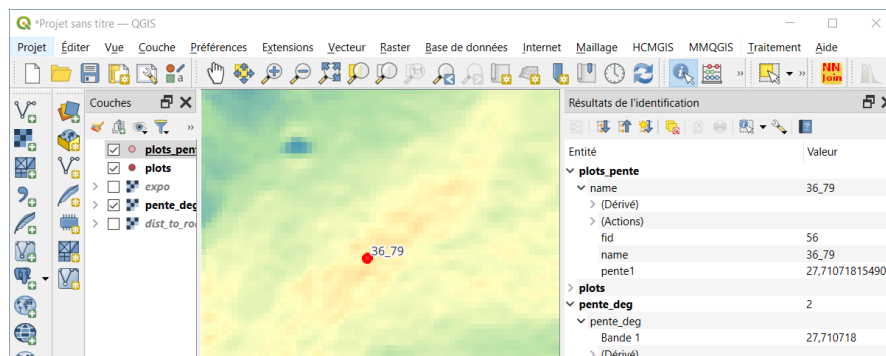 *Projet sans titre — QGIS
Projet Éditer Vue Couche Préférences Extensions Vecteur Raster Base de données Internet Maillage HCMGIS MMQGIS Traitement Aide
NN
Join
Couches
plots_pent
plots
expo
pente_deg
dist_to_ro
36_79
Résultats de l'identification
Entité Valeur
plots_pente
name 36_79
(Dérivé)
(Actions)
fid 56
name 36_79
pente1 27,71071815490
plots
pente_deg 2
pente_deg
Bande 1 27,710718
(Dérivé)